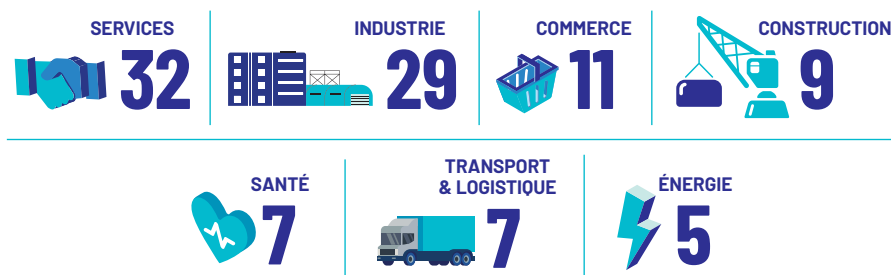 SERVICES
32
INDUSTRIE
29
COMMERCE
11
CONSTRUCTION
9
SANTÉ
7
TRANSPORT
& LOGISTIQUE
7
ÉNERGIE
5